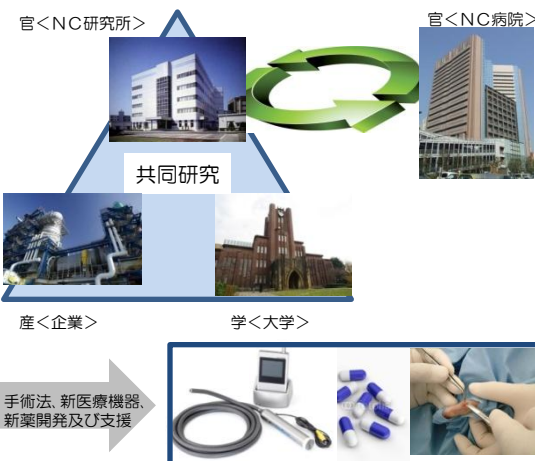 官<NC研究所>
官<NC病院>
共同研究
産<企業>
学<大学>
手術法、新医療機器、
新薬開発及び支援